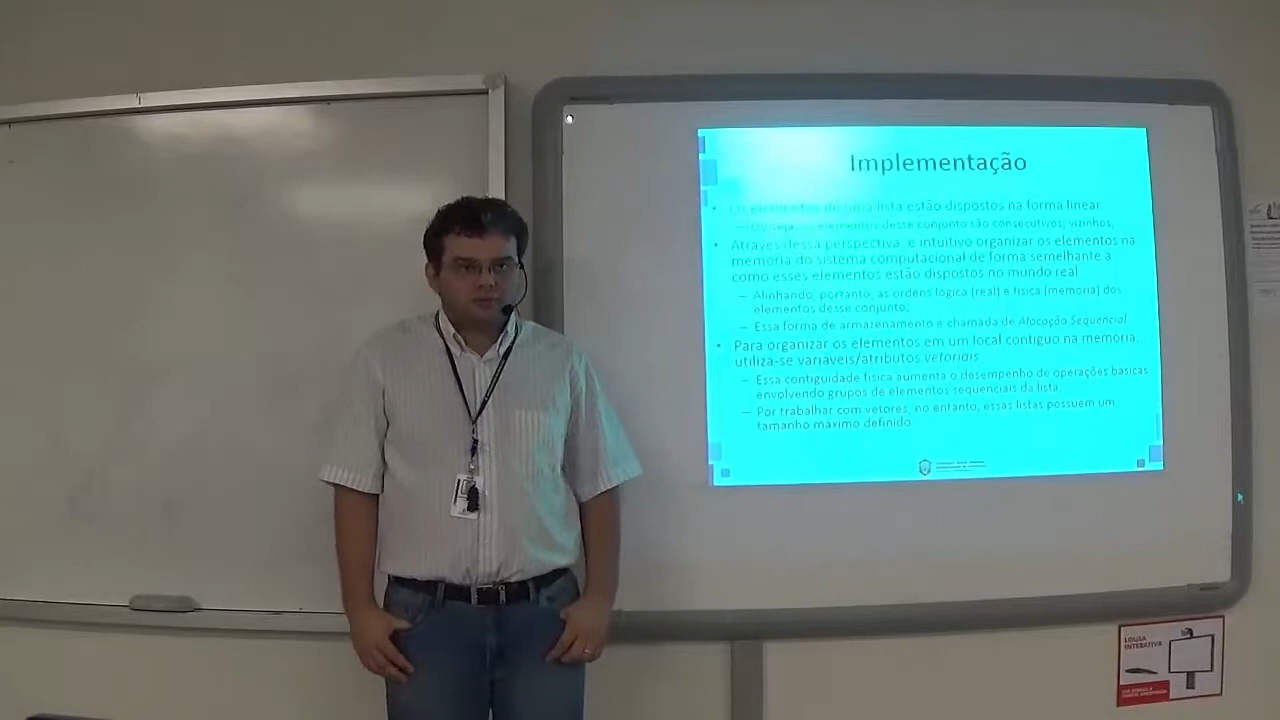 Implementação
Os elementos de uma lista estão dispostos na forma linear
Ou seja, os elementos desse conjunto são consecutivos, vizinhos,
Através dessa perspectiva, é intuitivo organizar os elementos na
memória do sistema computacional de forma semelhante a
como esses elementos estão dispostos no mundo real
Alinhando, portanto, as ordens lógica (real) e física (memória) dos
elementos desse conjunto,
Essa forma de armazenamento é chamada de Alocação Sequencial
Para organizar os elementos em um local contíguo na memória,
utiliza-se variáveis/atributos vetoriais
Essa contiguidade física aumenta o desempenho de operações básicas
envolvendo grupos de elementos sequenciais da lista,
Por trabalhar com vetores, no entanto, essas listas possuem um
tamanho máximo definido
LOUSA
INTERATIVA